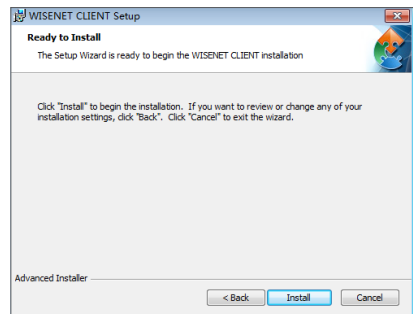 WISENET CLIENT Setup
Ready to Install
The Setup Wizard is ready to begin the WISENET CLIENT installation
Click "Install" to begin the installation. If you want to review or change any of your
installation settings, click "Back". Click "Cancel" to exit the wizard.
Advanced Installer
< Back Install Cancel